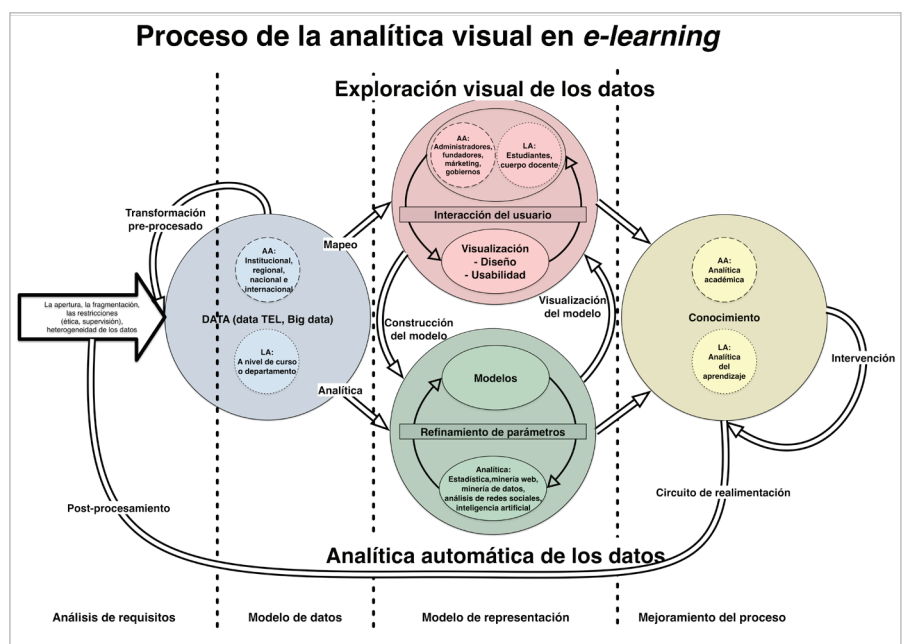 Proceso de la analítica visual en e-learning
Exploración visual de los datos
AA:
Administradores,
fundadores,
márketing,
gobiernos
LA:
Estudiantes,
cuerpo docente
Interacción del usuario
Visualización
- Diseño
- Usabilidad
Transformación
pre-procesado
Mapeo
AA:
Institucional,
regional,
nacional e
internacional
La apertura, la fragmentación,
las restricciones
(ética, supervisión),
heterogeneidad de los datos
DATA (data TEL, Big data)
LA:
A nivel de curso
o departamento
Analítica
Construcción
del modelo
Visualización
del modelo
Modelos
Refinamiento de parámetros
Analítica:
Estadística,minería web,
minería de datos,
análisis de redes sociales,
inteligencia artificial
AA:
Analítica
académica
Conocimiento
LA:
Analítica
del
aprendizaje
Intervención
Circuito de realimentación
Post-procesamiento
Analítica automática de los datos
Análisis de requisitos
Modelo de datos
Modelo de representación
Mejoramiento del proceso